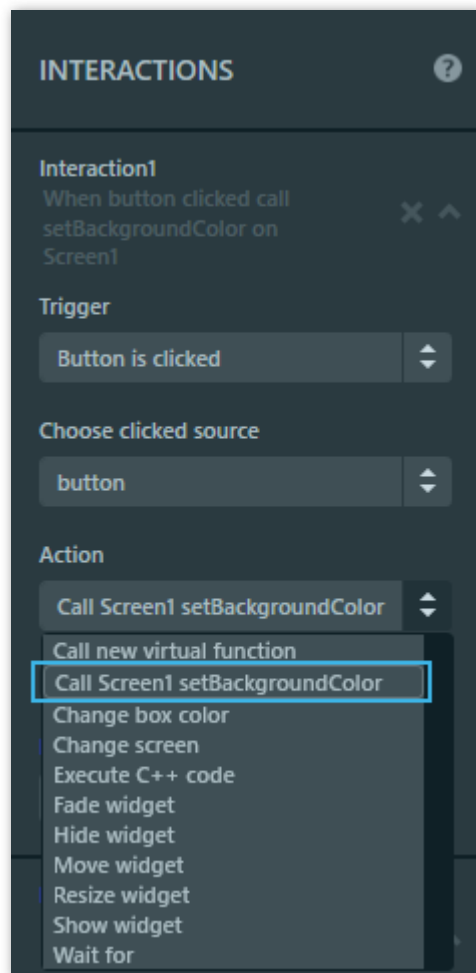 INTERACTIONS
?
Interaction1
When button clicked call
setBackgroundColor on
Screen1
Trigger
Button is clicked
Choose clicked source
button
Action
Call Screen1 setBackgroundColor
Call new virtual function
Call Screen1 setBackgroundColor
Change box color
Change screen
Execute C++ code
Fade widget
Hide widget
Move widget
Resize widget
Show widget
Wait for